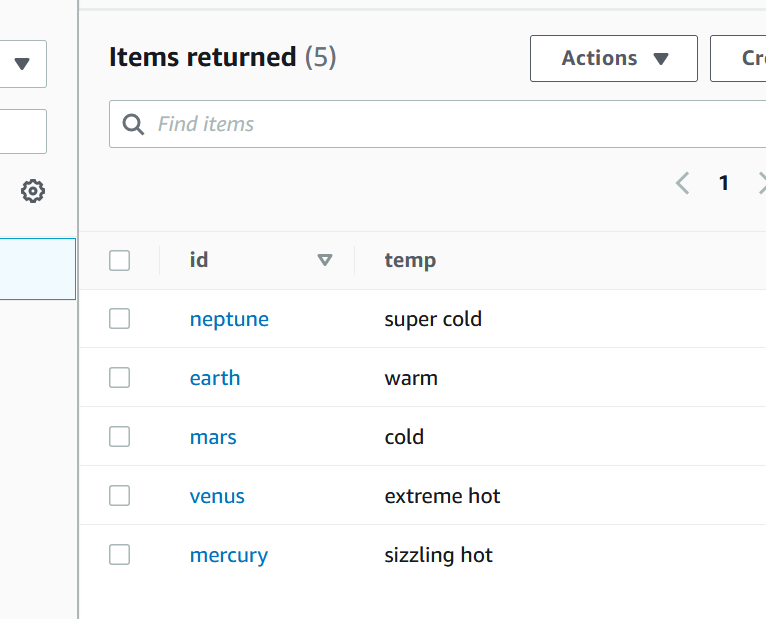 Items returned (5)
Actions
Find items
1
id temp
neptune super cold
earth warm
mars cold
venus extreme hot
mercury sizzling hot